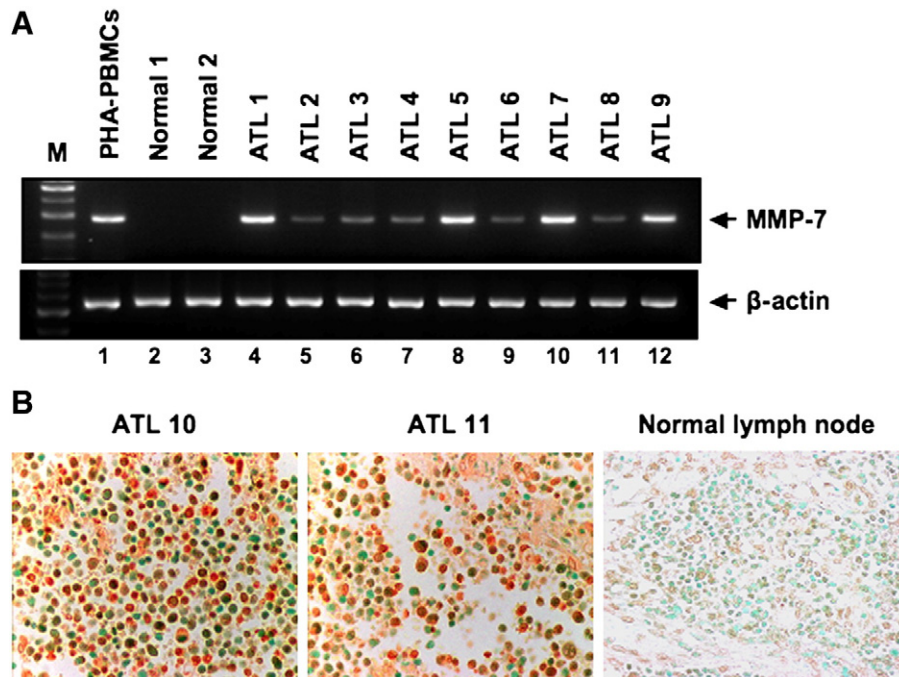 A
M
PHA-PBMCs
Normal 1
Normal 2
ATL 1
ATL 2
ATL 3
ATL 4
ATL 5
ATL 6
ATL 7
ATL 8
ATL 9
MMP-7
β-actin
1 2 3 4 5 6 7 8 9 10 11 12
B
ATL 10 ATL 11 Normal lymph node